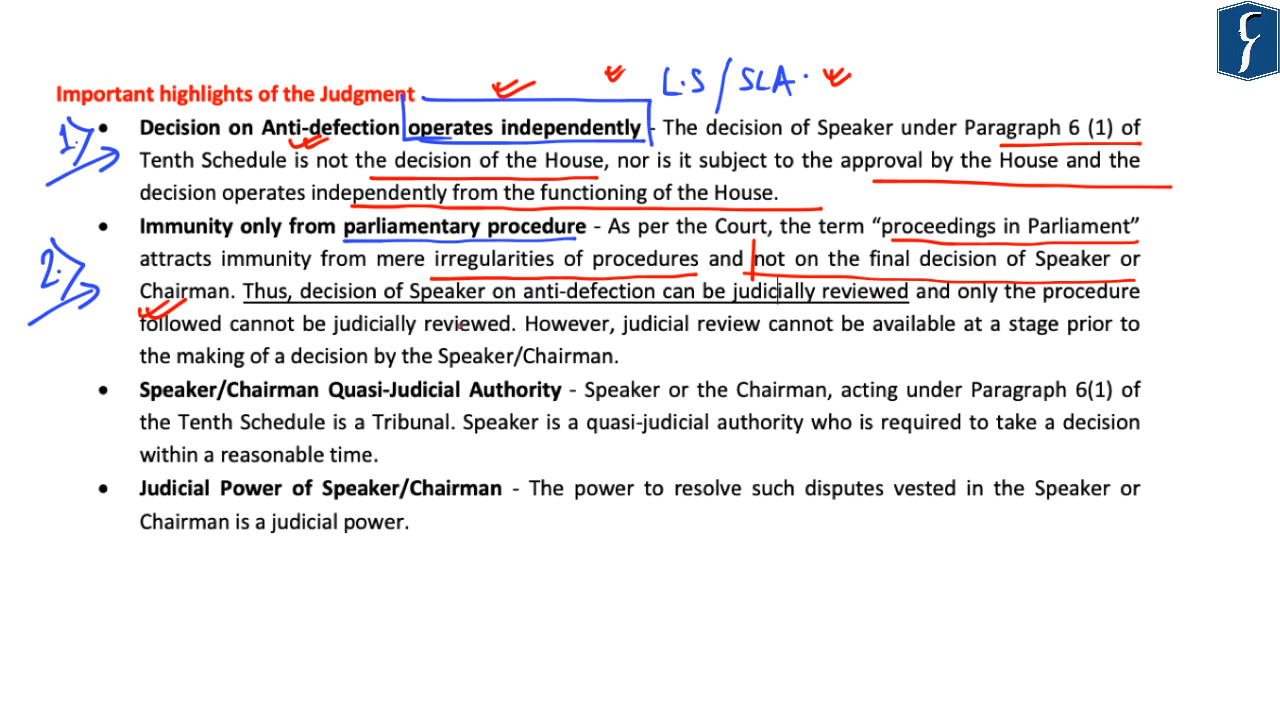 L.S / SLA.
Important highlights of the Judgment
1.
• Decision on Anti-defection operates independently - The decision of Speaker under Paragraph 6 (1) of
Tenth Schedule is not the decision of the House, nor is it subject to the approval by the House and the
decision operates independently from the functioning of the House.
• Immunity only from parliamentary procedure - As per the Court, the term “proceedings in Parliament”
2.
attracts immunity from mere irregularities of procedures and not on the final decision of Speaker or
Chairman. Thus, decision of Speaker on anti-defection can be judicially reviewed and only the procedure
followed cannot be judicially reviewed. However, judicial review cannot be available at a stage prior to
the making of a decision by the Speaker/Chairman.
• Speaker/Chairman Quasi-Judicial Authority - Speaker or the Chairman, acting under Paragraph 6(1) of
the Tenth Schedule is a Tribunal. Speaker is a quasi-judicial authority who is required to take a decision
within a reasonable time.
• Judicial Power of Speaker/Chairman - The power to resolve such disputes vested in the Speaker or
Chairman is a judicial power.